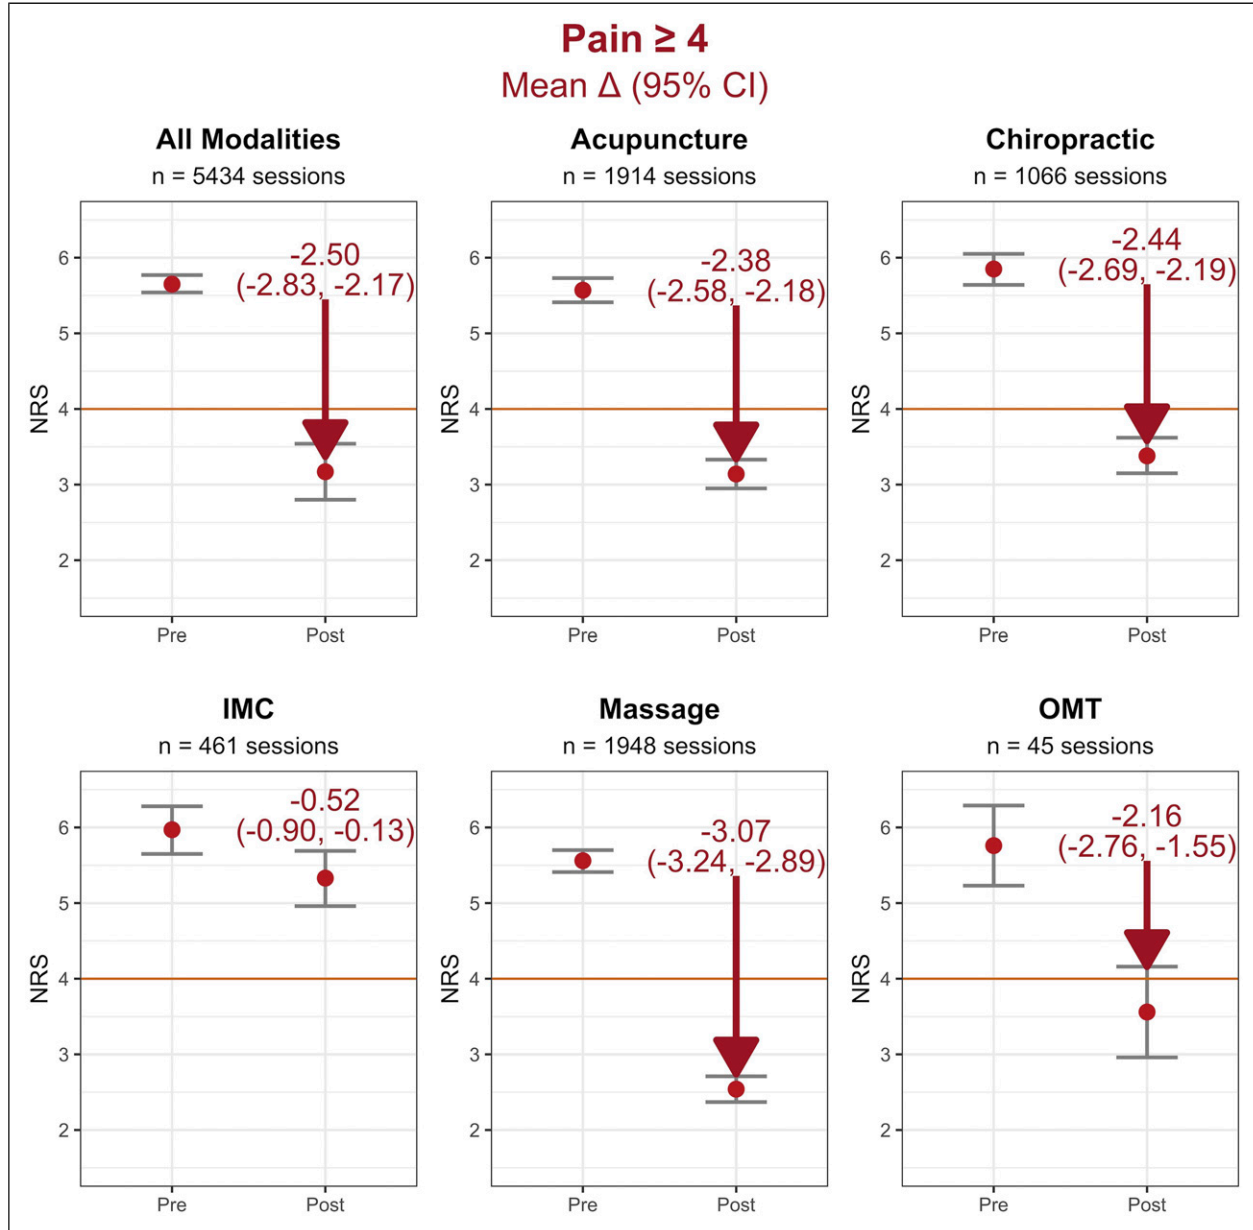 Pain ≥ 4
Mean Δ (95% CI)
All Modalities
n = 5434 sessions
NRS
6
5
4
3
2
-2.50
(-2.83, -2.17)
Pre
Post
Acupuncture
n = 1914 sessions
NRS
6
5
4
3
2
-2.38
(-2.58, -2.18)
Pre
Post
Chiropractic
n = 1066 sessions
NRS
6
5
4
3
2
-2.44
(-2.69, -2.19)
Pre
Post
IMC
n = 461 sessions
NRS
6
5
4
3
2
-0.52
(-0.90, -0.13)
Pre
Post
Massage
n = 1948 sessions
NRS
6
5
4
3
2
-3.07
(-3.24, -2.89)
Pre
Post
OMT
n = 45 sessions
NRS
6
5
4
3
2
-2.16
(-2.76, -1.55)
Pre
Post